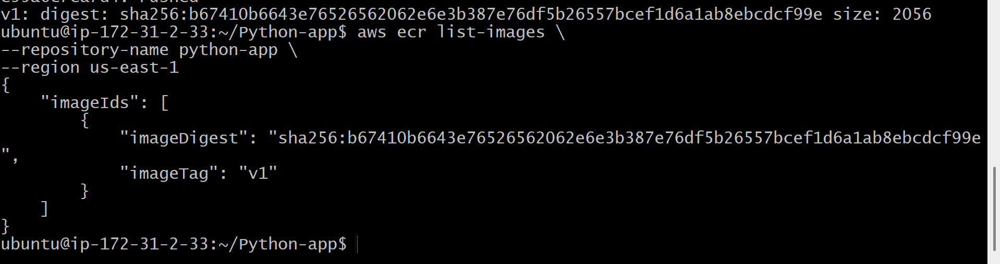 v1: digest: sha256:b67410b6643e76526562062e6e3b387e76df5b26557bcef1d6a1ab8ebcdcf99e size: 2056
ubuntu@ip-172-31-2-33:~/Python-app$ aws ecr list-images \
--repository-name python-app \
--region us-east-1
{
    "imageIds": [
        {
            "imageDigest": "sha256:b67410b6643e76526562062e6e3b387e76df5b26557bcef1d6a1ab8ebcdcf99e
",
            "imageTag": "v1"
        }
    ]
}
ubuntu@ip-172-31-2-33:~/Python-app$